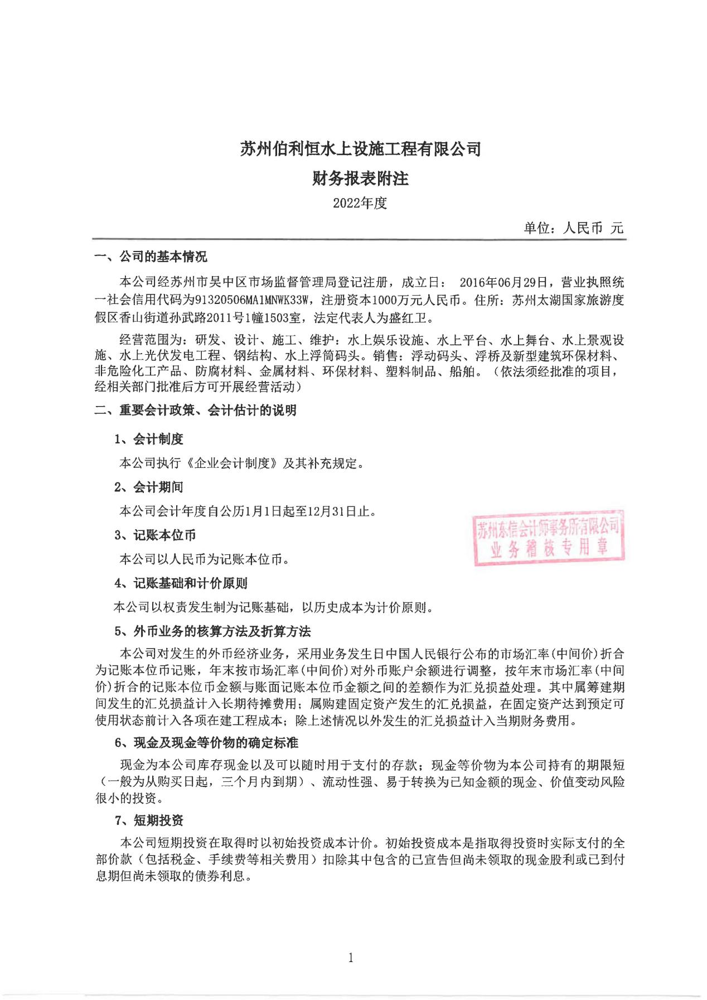 苏州伯利恒水上设施工程有限公司
财务报表附注
2022年度
单位：人民币 元
一、公司的基本情况
本公司经苏州市吴中区市场监督管理局登记注册，成立日： 2016年06月29日，营业执照统
一社会信用代码为91320506MA1MNWK33W，注册资本1000万元人民币。住所：苏州太湖国家旅游度
假区香山街道孙武路2011号1幢1503室，法定代表人为盛红卫。
经营范围为：研发、设计、施工、维护：水上娱乐设施、水上平台、水上舞台、水上景观设
施、水上光伏发电工程、钢结构、水上浮筒码头。销售：浮动码头、浮桥及新型建筑环保材料、
非危险化工产品、防腐材料、金属材料、环保材料、塑料制品、船舶。（依法须经批准的项目，
经相关部门批准后方可开展经营活动）
二、重要会计政策、会计估计的说明
1、会计制度
本公司执行《企业会计制度》及其补充规定。
2、会计期间
本公司会计年度自公历1月1日起至12月31日止。
苏州东信会计师事务所有限公司
业务稽核专用章
3、记账本位币
本公司以人民币为记账本位币。
4、记账基础和计价原则
本公司以权责发生制为记账基础，以历史成本为计价原则。
5、外币业务的核算方法及折算方法
本公司对发生的外币经济业务，采用业务发生日中国人民银行公布的市场汇率(中间价)折合
为记账本位币记账，年末按市场汇率(中间价)对外币账户余额进行调整，按年末市场汇率(中间
价)折合的记账本位币金额与账面记账本位币金额之间的差额作为汇兑损益处理。其中属筹建期
间发生的汇兑损益计入长期待摊费用；属购建固定资产发生的汇兑损益，在固定资产达到预定可
使用状态前计入各项在建工程成本；除上述情况以外发生的汇兑损益计入当期财务费用。
6、现金及现金等价物的确定标准
现金为本公司库存现金以及可以随时用于支付的存款；现金等价物为本公司持有的期限短
（一般为从购买日起，三个月内到期）、流动性强、易于转换为已知金额的现金、价值变动风险
很小的投资。
7、短期投资
本公司短期投资在取得时以初始投资成本计价。初始投资成本是指取得投资时实际支付的全
部价款（包括税金、手续费等相关费用）扣除其中包含的已宣告但尚未领取的现金股利或已到付
息期但尚未领取的债券利息。
1